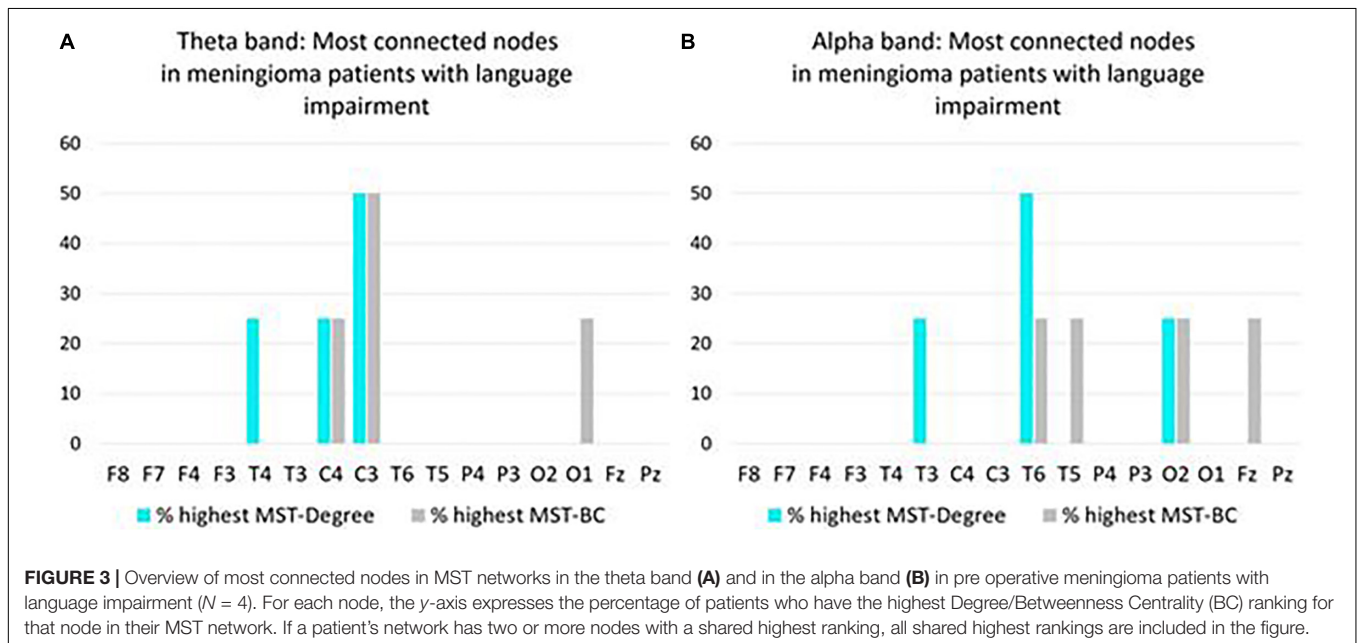 A
Theta band: Most connected nodes
in meningioma patients with language
impairment
60
50
40
30
20
10
0
F8 F7 F4 F3 T4 T3 C4 C3 T6 T5 P4 P3 O2 O1 Fz Pz
% highest MST-Degree % highest MST-BC
B
Alpha band: Most connected nodes
in meningioma patients with language
impairment
60
50
40
30
20
10
0
F8 F7 F4 F3 T4 T3 C4 C3 T6 T5 P4 P3 O2 O1 Fz Pz
% highest MST-Degree % highest MST-BC
FIGURE 3 | Overview of most connected nodes in MST networks in the theta band (A) and in the alpha band (B) in pre operative meningioma patients with
language impairment (N = 4). For each node, the y-axis expresses the percentage of patients who have the highest Degree/Betweenness Centrality (BC) ranking for
that node in their MST network. If a patient's network has two or more nodes with a shared highest ranking, all shared highest rankings are included in the figure.